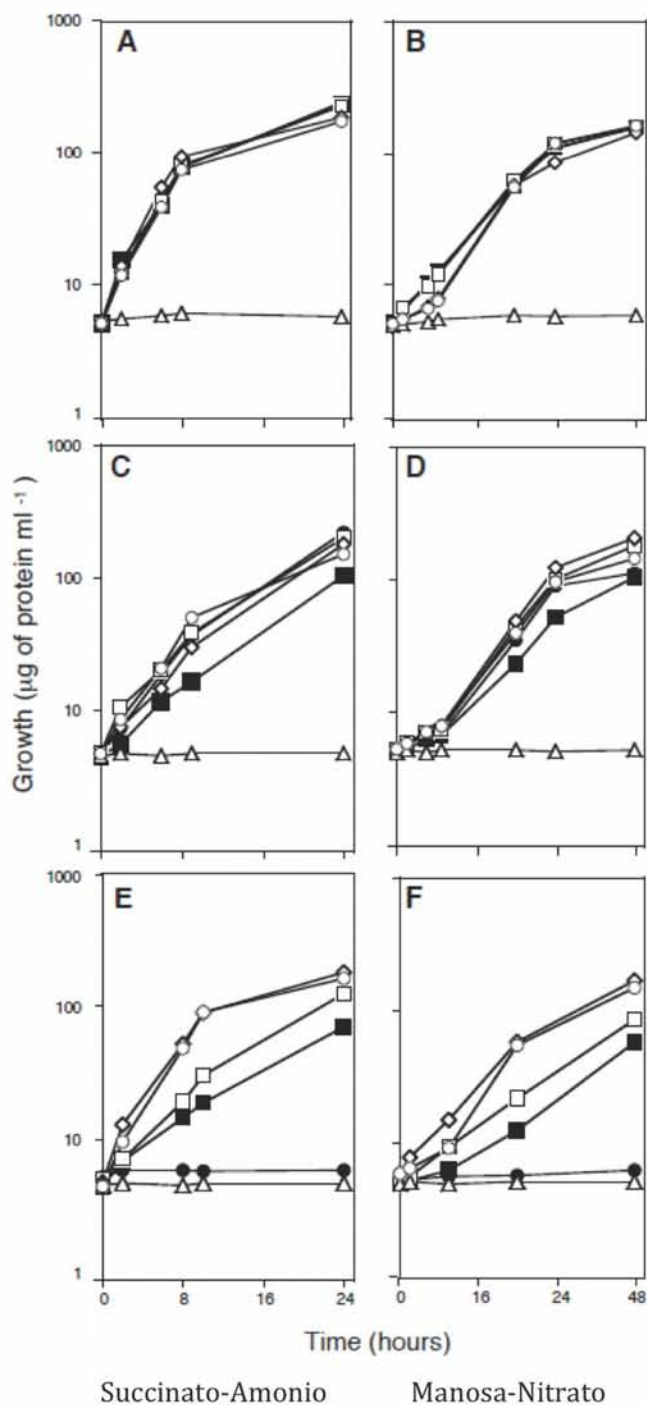 1000
A
B
100
10
1
1000
C
D
100
10
1
1000
E
F
100
10
1
0 8 16 24
0 16 24 48
Growth (µg of protein ml -1)
Time (hours)
Succinato-Amonio Manosa-Nitrato